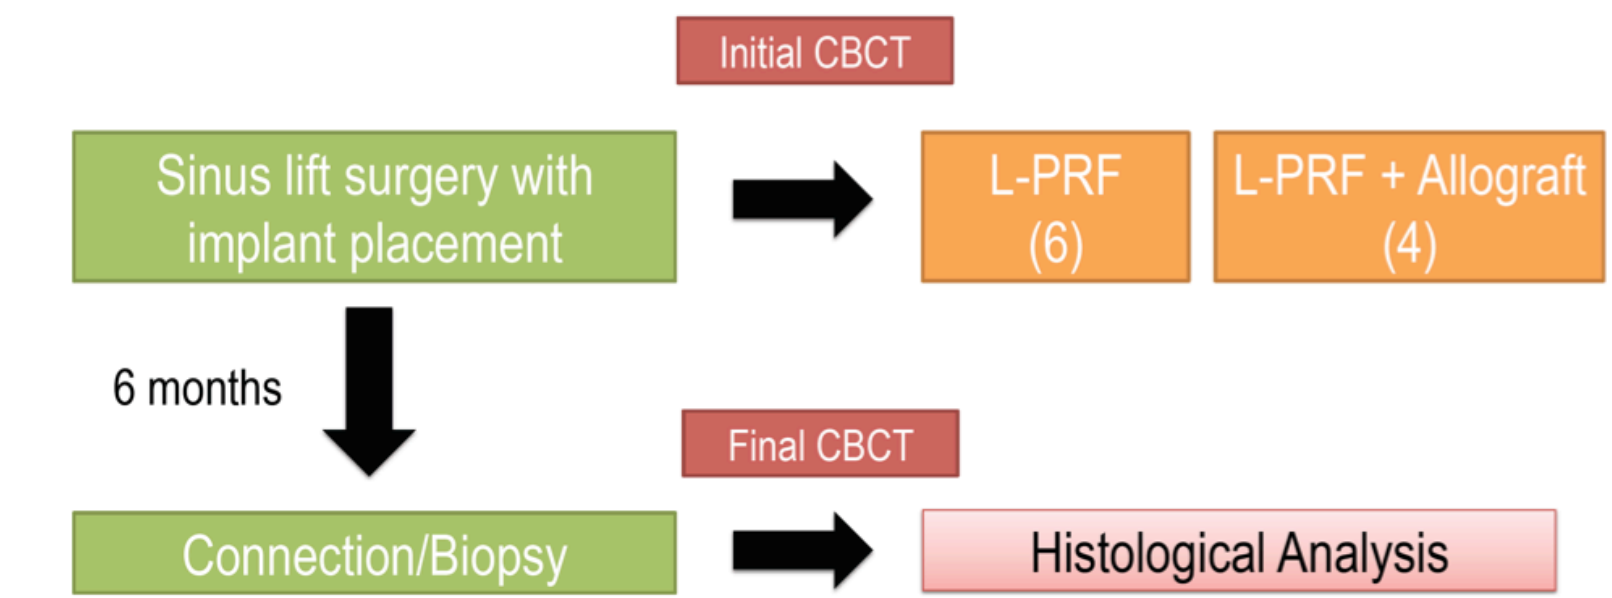 Initial CBCT
Sinus lift surgery with
implant placement
L-PRF
(6)
L-PRF + Allograft
(4)
6 months
Final CBCT
Connection/Biopsy
Histological Analysis